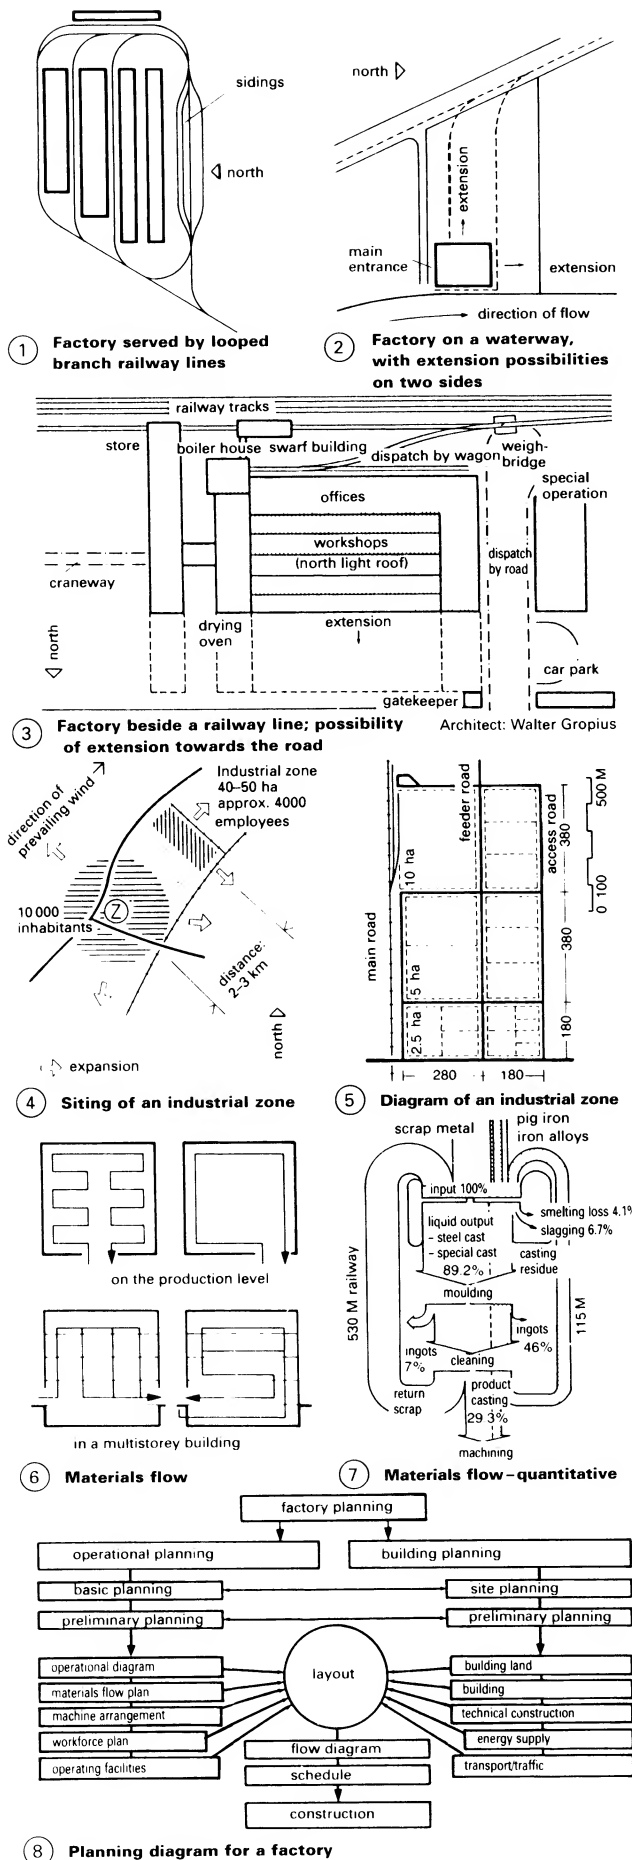 sidings
north
1 Factory served by looped
branch railway lines
north
extension
main
entrance
extension
direction of flow
2 Factory on a waterway,
with extension possibilities
on two sides
railway tracks
store
boiler house
swarf building
dispatch by wagon
weigh-
bridge
special
operation
offices
workshops
(north light roof)
dispatch
by road
craneway
drying
oven
extension
north
car park
gatekeeper
3 Factory beside a railway line; possibility
of extension towards the road
Architect: Walter Gropius
direction of
prevailing wind
Industrial zone
40–50 ha
approx. 4000
employees
10 000
inhabitants
Z
distance:
2–3 km
north
expansion
4 Siting of an industrial zone
main road
feeder road
access road
10 ha
5 ha
2.5 ha
380
380
180
280
180
0 100
500 M
5 Diagram of an industrial zone
on the production level
in a multistorey building
6 Materials flow
scrap metal
pig iron
iron alloys
input 100%
smelting loss 4.1%
slagging 6.7%
liquid output
- steel cast
- special cast
89.2%
casting
residue
moulding
530 M railway
115 M
ingots
7%
ingots
46%
cleaning
return
scrap
product
casting
29.3%
machining
7 Materials flow – quantitative
factory planning
operational planning
building planning
basic planning
site planning
preliminary planning
preliminary planning
operational diagram
materials flow plan
machine arrangement
workforce plan
operating facilities
layout
building land
building
technical construction
energy supply
transport/traffic
flow diagram
schedule
construction
8 Planning diagram for a factory